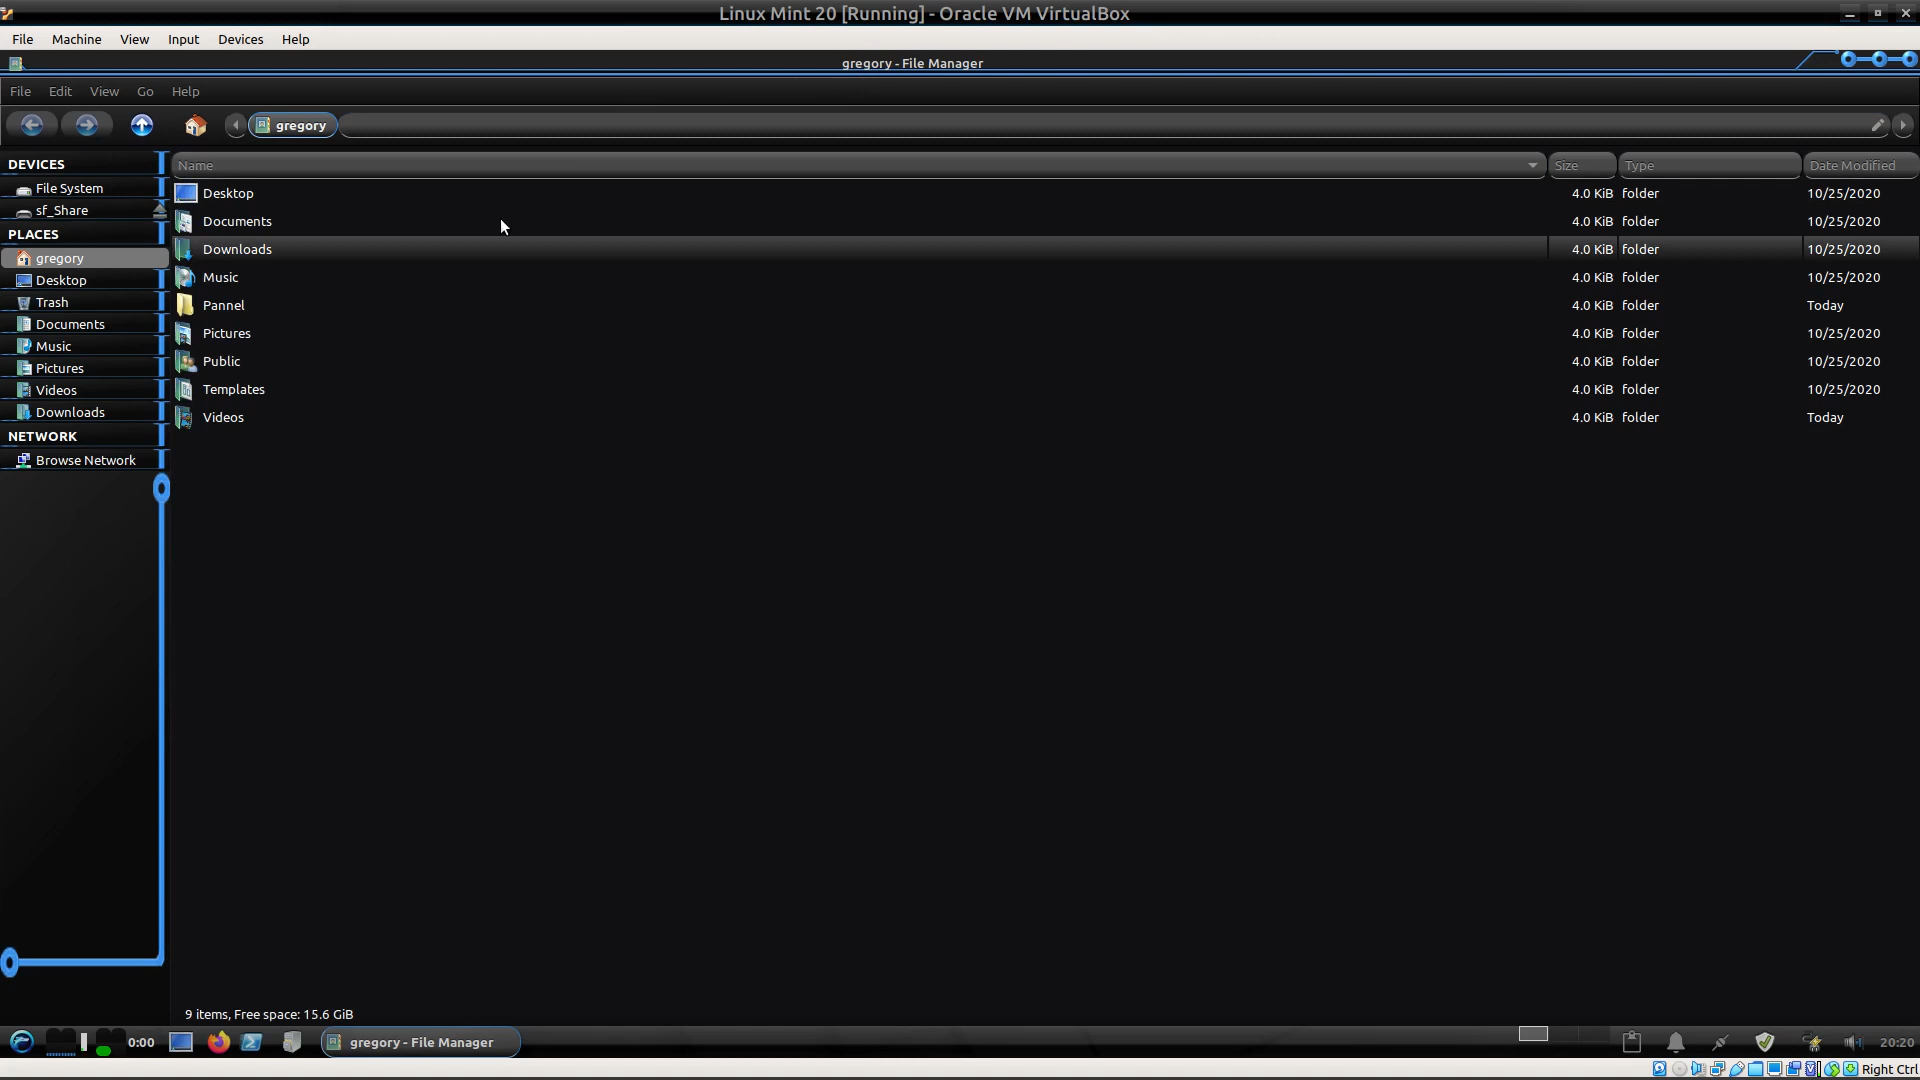 Linux Mint 20 [Running] - Oracle VM VirtualBox
File Machine View Input Devices Help
gregory - File Manager
File Edit View Go Help
gregory
DEVICES
File System
sf_Share
PLACES
gregory
Desktop
Trash
Documents
Music
Pictures
Videos
Downloads
NETWORK
Browse Network
Name Size Type Date Modified
Desktop 4.0 KiB folder 10/25/2020
Documents 4.0 KiB folder 10/25/2020
Downloads 4.0 KiB folder 10/25/2020
Music 4.0 KiB folder 10/25/2020
Pannel 4.0 KiB folder Today
Pictures 4.0 KiB folder 10/25/2020
Public 4.0 KiB folder 10/25/2020
Templates 4.0 KiB folder 10/25/2020
Videos 4.0 KiB folder Today
9 items, Free space: 15.6 GiB
0:00 gregory - File Manager 20:20
Right Ctrl